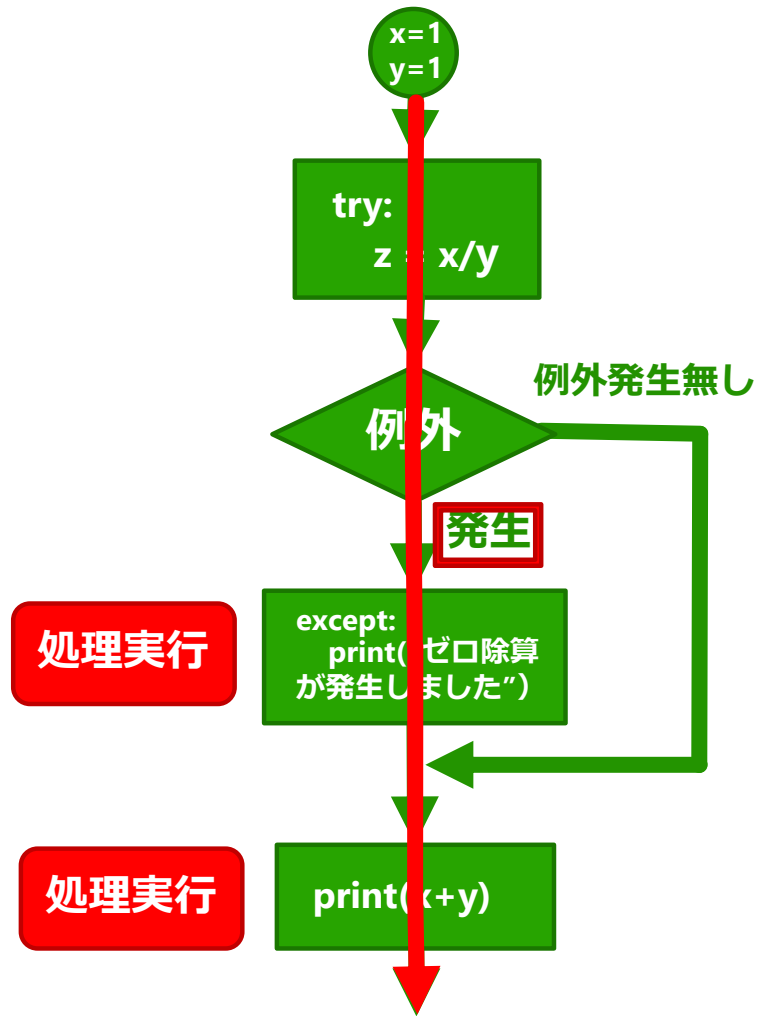 x=1
y=1
try:
z = x/y
例外
例外発生無し
発生
処理実行
except:
print(“ゼロ除算
が発生しました”)
処理実行
print(x+y)